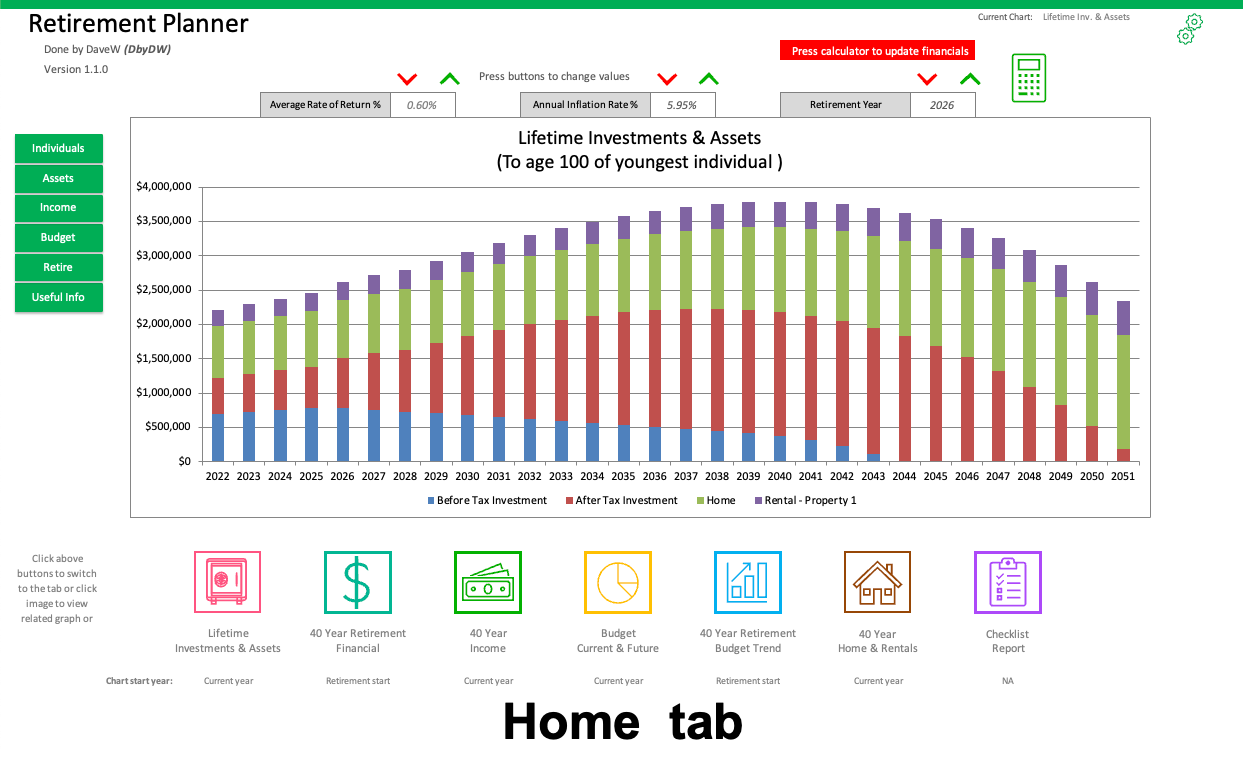 Retirement Planner
Current Chart: Lifetime Inv. & Assets
Done by DaveW (DbyDW)
Press calculator to update financials
Version 1.1.0
Press buttons to change values
Average Rate of Return % 0.60%
Annual Inflation Rate % 5.95%
Retirement Year 2026
Individuals
Assets
Income
Budget
Retire
Useful Info
Lifetime Investments & Assets
(To age 100 of youngest individual )
$4,000,000
$3,500,000
$3,000,000
$2,500,000
$2,000,000
$1,500,000
$1,000,000
$500,000
$0
2022 2023 2024 2025 2026 2027 2028 2029 2030 2031 2032 2033 2034 2035 2036 2037 2038 2039 2040 2041 2042 2043 2044 2045 2046 2047 2048 2049 2050 2051
Before Tax Investment After Tax Investment Home Rental - Property 1
Click above
buttons to switch
to the tab or click
image to view
related graph or
Lifetime
Investments & Assets
40 Year Retirement
Financial
40 Year
Income
Budget
Current & Future
40 Year Retirement
Budget Trend
40 Year
Home & Rentals
Checklist
Report
Chart start year: Current year Retirement start Current year Current year Retirement start Current year NA
Home tab